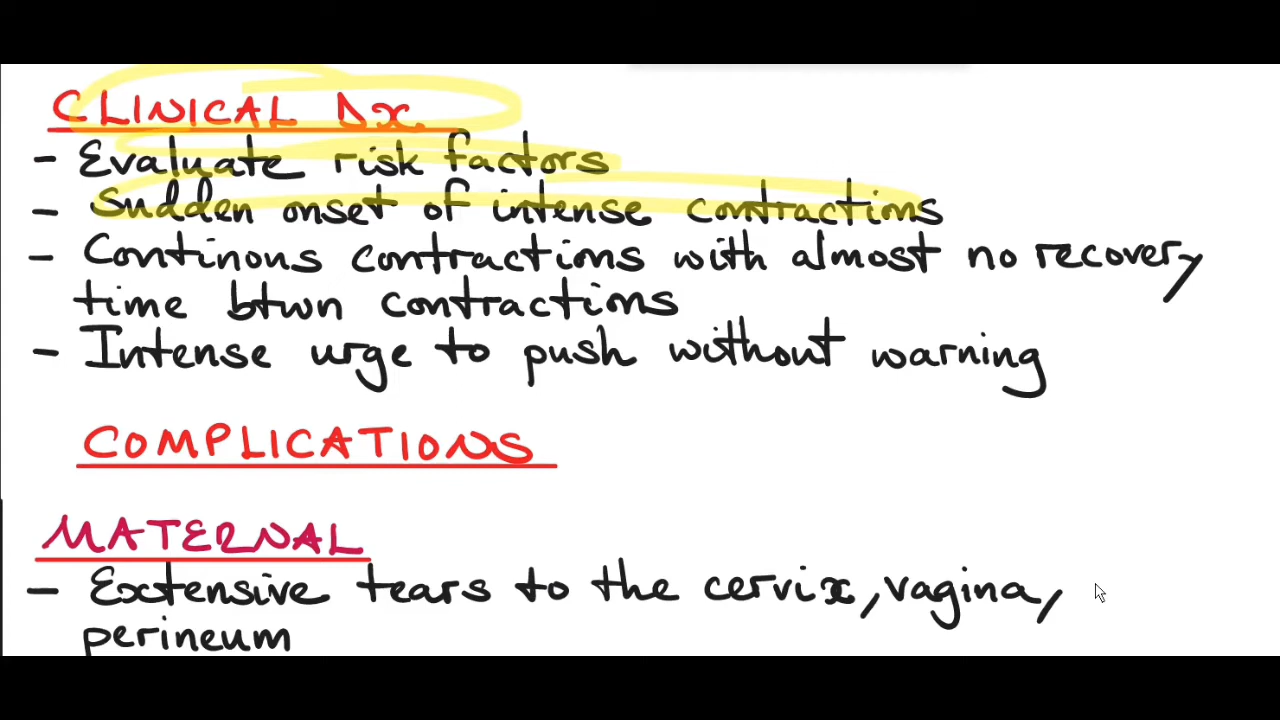 CLINICAL Dx.
- Evaluate risk factors
- Sudden onset of intense contractions
- Continous contractions with almost no recovery
time btwn contractions
- Intense urge to push without warning
COMPLICATIONS
MATERNAL
- Extensive tears to the cervix, vagina,
perineum